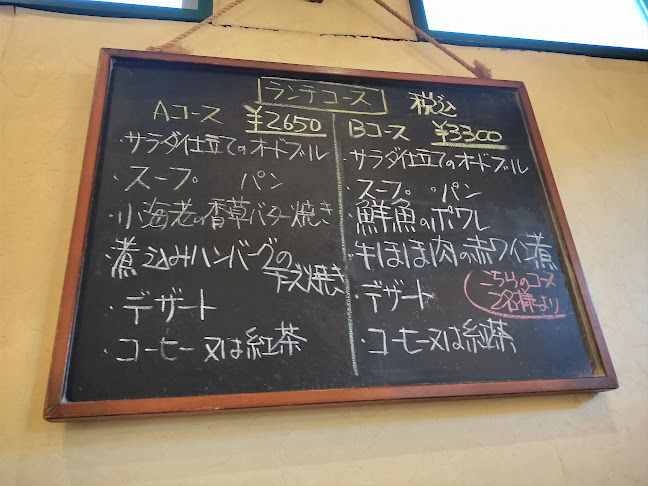 ランチコース 税込
Aコース ¥2650
・サラダ仕立てのオードブル
・スープ パン
・小海老の香草バター焼き
・煮込みハンバーグの
チーズ焼き
・デザート
・コーヒー又は紅茶
Bコース ¥3300
・サラダ仕立てのオードブル
・スープ パン
・鮮魚のポワレ
・牛ほほ肉の赤ワイン煮
・デザート
・コーヒー又は紅茶
こちらのコース
2名様より